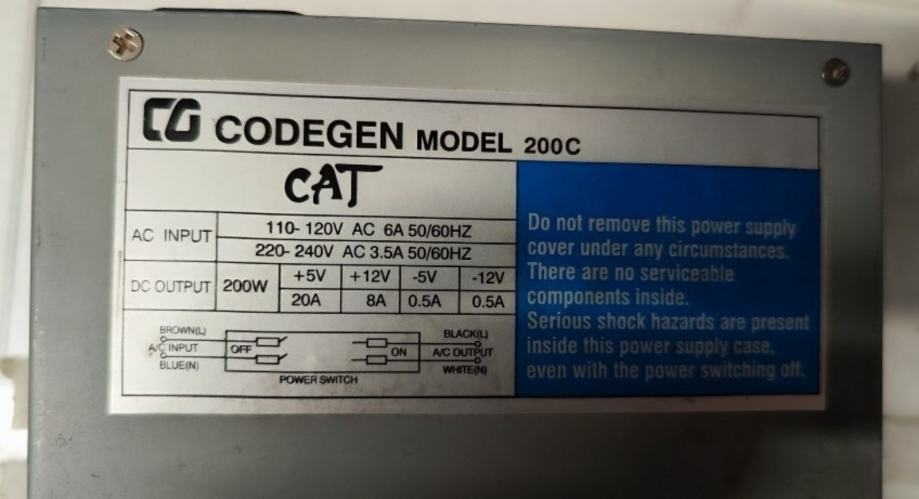 CG CODEGEN MODEL 200C
CAT
AC INPUT
110-120V AC 6A 50/60HZ
220-240V AC 3.5A 50/60HZ
DC OUTPUT 200W
+5V +12V -5V -12V
20A 8A 0.5A 0.5A
BROWN(L)
A/C INPUT
BLUE(N)
OFF
ON
BLACK(L)
A/C OUTPUT
WHITE(N)
POWER SWITCH
Do not remove this power supply
cover under any circumstances.
There are no serviceable
components inside.
Serious shock hazards are present
inside this power supply case,
even with the power switching off.